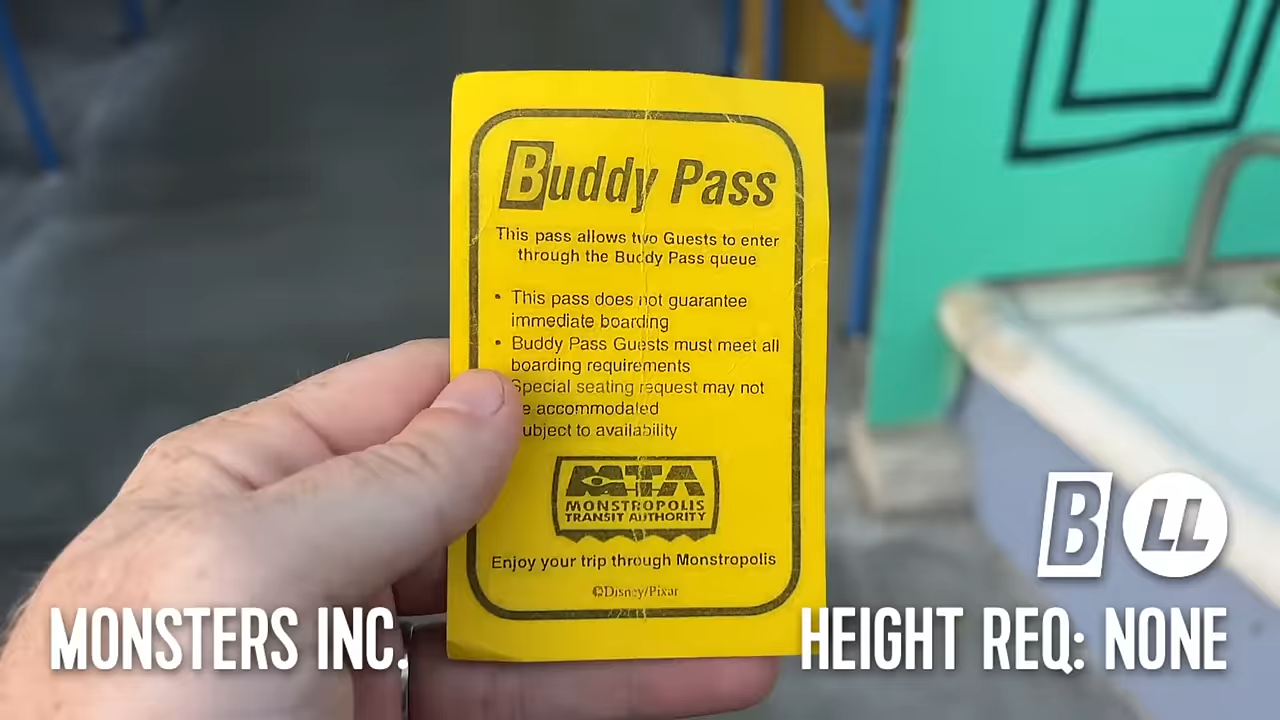 Buddy Pass
This pass allows two Guests to enter
through the Buddy Pass queue
• This pass does not guarantee
immediate boarding
• Buddy Pass Guests must meet all
boarding requirements
Special seating request may not
e accommodated
ubject to availability
MTA
MONSTROPOLIS
TRANSIT AUTHORITY
Enjoy your trip through Monstropolis
©Disney/Pixar
B LL
MONSTERS INC.
HEIGHT REQ: NONE